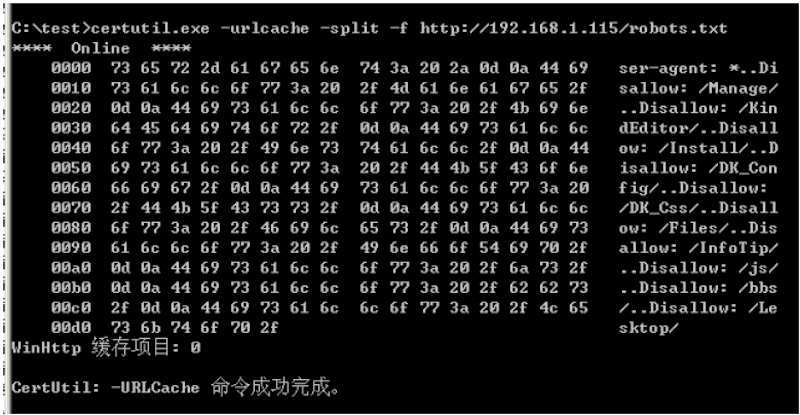 C:\test>certutil.exe -urlcache -split -f http://192.168.1.115/robots.txt
**** Online ****
0000 73 65 72 2d 61 67 65 6e 74 3a 20 2a 0d 0a 44 69 ser-agent: *..Di
0010 73 61 6c 6c 6f 77 3a 20 2f 4d 61 6e 61 67 65 2f sallow: /Manage/
0020 0d 0a 44 69 73 61 6c 6c 6f 77 3a 20 2f 4b 69 6e ..Disallow: /Kin
0030 64 45 64 69 74 6f 72 2f 0d 0a 44 69 73 61 6c 6c dEditor/..Disall
0040 6f 77 3a 20 2f 49 6e 73 74 61 6c 6c 2f 0d 0a 44 ow: /Install/..D
0050 69 73 61 6c 6c 6f 77 3a 20 2f 44 4b 5f 43 6f 6e isallow: /DK_Con
0060 66 69 67 2f 0d 0a 44 69 73 61 6c 6c 6f 77 3a 20 fig/..Disallow:
0070 2f 44 4b 5f 43 73 73 2f 0d 0a 44 69 73 61 6c 6c /DK_Css/..Disall
0080 6f 77 3a 20 2f 46 69 6c 65 73 2f 0d 0a 44 69 73 ow: /Files/..Dis
0090 61 6c 6c 6f 77 3a 20 2f 49 6e 66 6f 54 69 70 2f allow: /InfoTip/
00a0 0d 0a 44 69 73 61 6c 6c 6f 77 3a 20 2f 6a 73 2f ..Disallow: /js/
00b0 0d 0a 44 69 73 61 6c 6c 6f 77 3a 20 2f 62 62 73 ..Disallow: /bbs
00c0 2f 0d 0a 44 69 73 61 6c 6c 6f 77 3a 20 2f 4c 65 /..Disallow: /Le
00d0 73 6b 74 6f 70 2f sktop/
WinHttp 缓存项目: 0
CertUtil: -URLCache 命令成功完成。